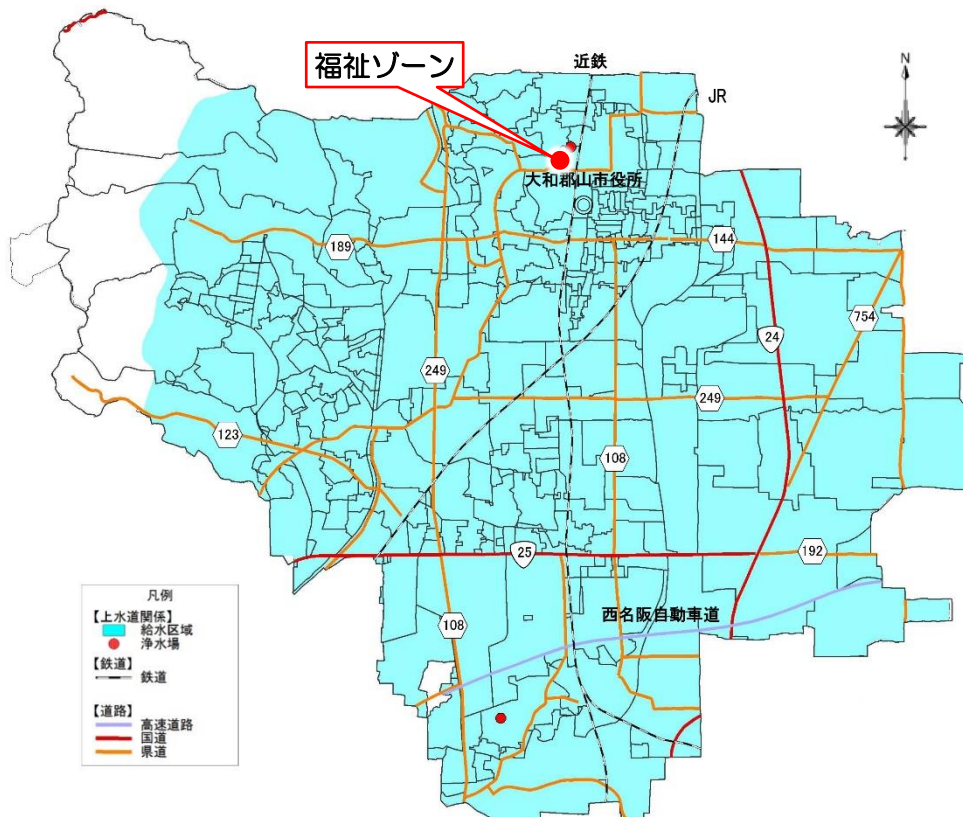 福祉ゾーン
近鉄
N
JR
大和郡山市役所
189
144
754
24
249
249
123
108
25
192
西名阪自動車道
108
凡例
【上水道関係】
給水区域
浄水場
【鉄道】
鉄道
【道路】
高速道路
国道
県道